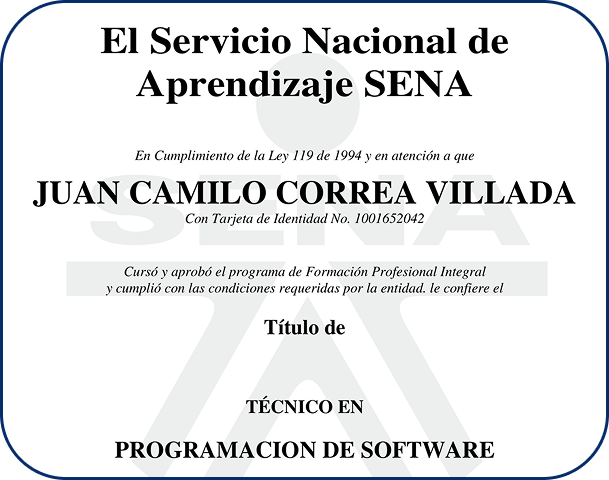 El Servicio Nacional de
Aprendizaje SENA
En Cumplimiento de la Ley 119 de 1994 y en atención a que
JUAN CAMILO CORREA VILLADA
Con Tarjeta de Identidad No. 1001652042
SENA
Cursó y aprobó el programa de Formación Profesional Integral
y cumplió con las condiciones requeridas por la entidad. le confiere el
Título de
TÉCNICO EN
PROGRAMACION DE SOFTWARE